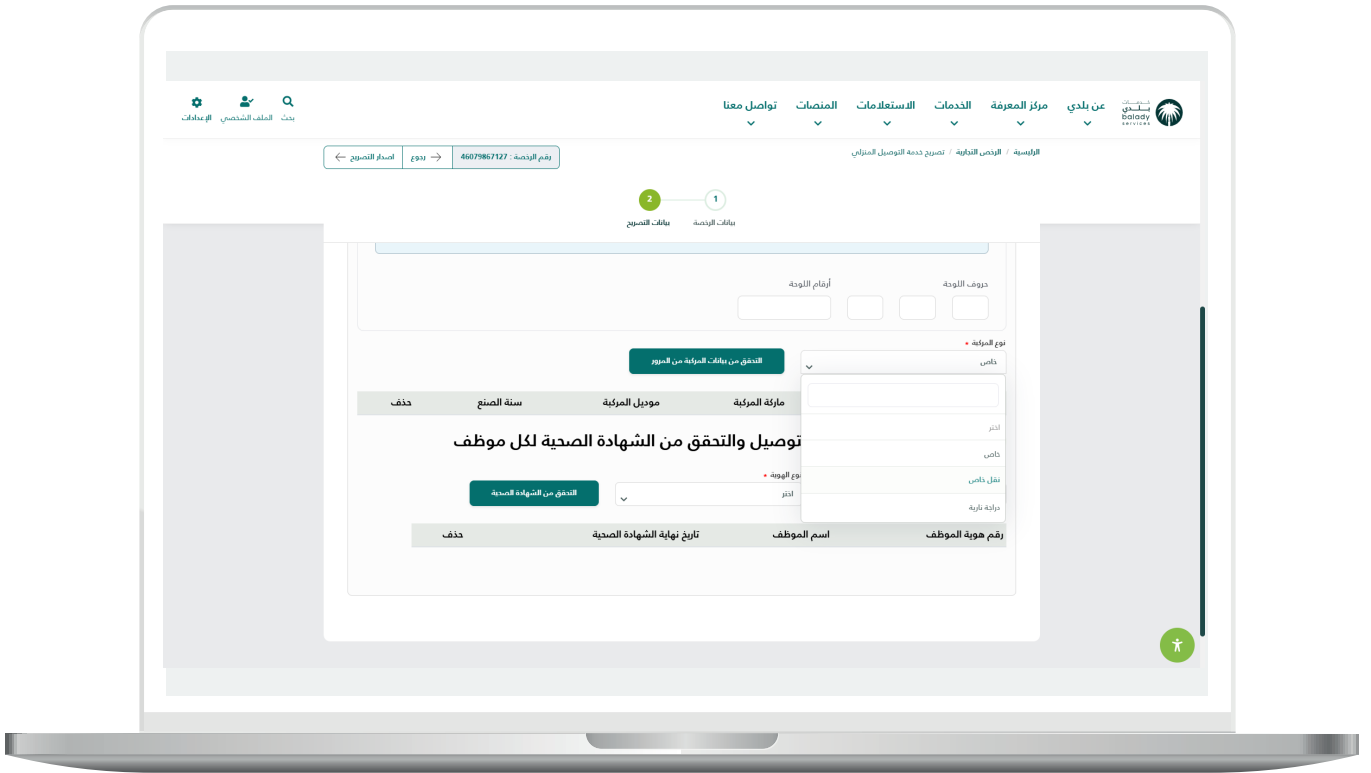 خدمات
بلدي
balady
services
عن بلدي
مركز المعرفة
الخدمات
الاستعلامات
المنصات
تواصل معنا
بحث
الملف الشخصي
الإعدادات
الرئيسية / الرخص التجارية / تصريح خدمة التوصيل المنزلي
رقم الرخصة : 46079867127
رجوع
اصدار التصريح
1
2
بيانات الرخصة
بيانات التصريح
حروف اللوحة
أرقام اللوحة
نوع المركبة *
خاص
التحقق من بيانات المركبة من المرور
اختر
خاص
نقل خاص
دراجة نارية
ماركة المركبة
موديل المركبة
سنة الصنع
حذف
توصيل والتحقق من الشهادة الصحية لكل موظف
نوع الهوية *
اختر
التحقق من الشهادة الصحية
رقم هوية الموظف
اسم الموظف
تاريخ نهاية الشهادة الصحية
حذف